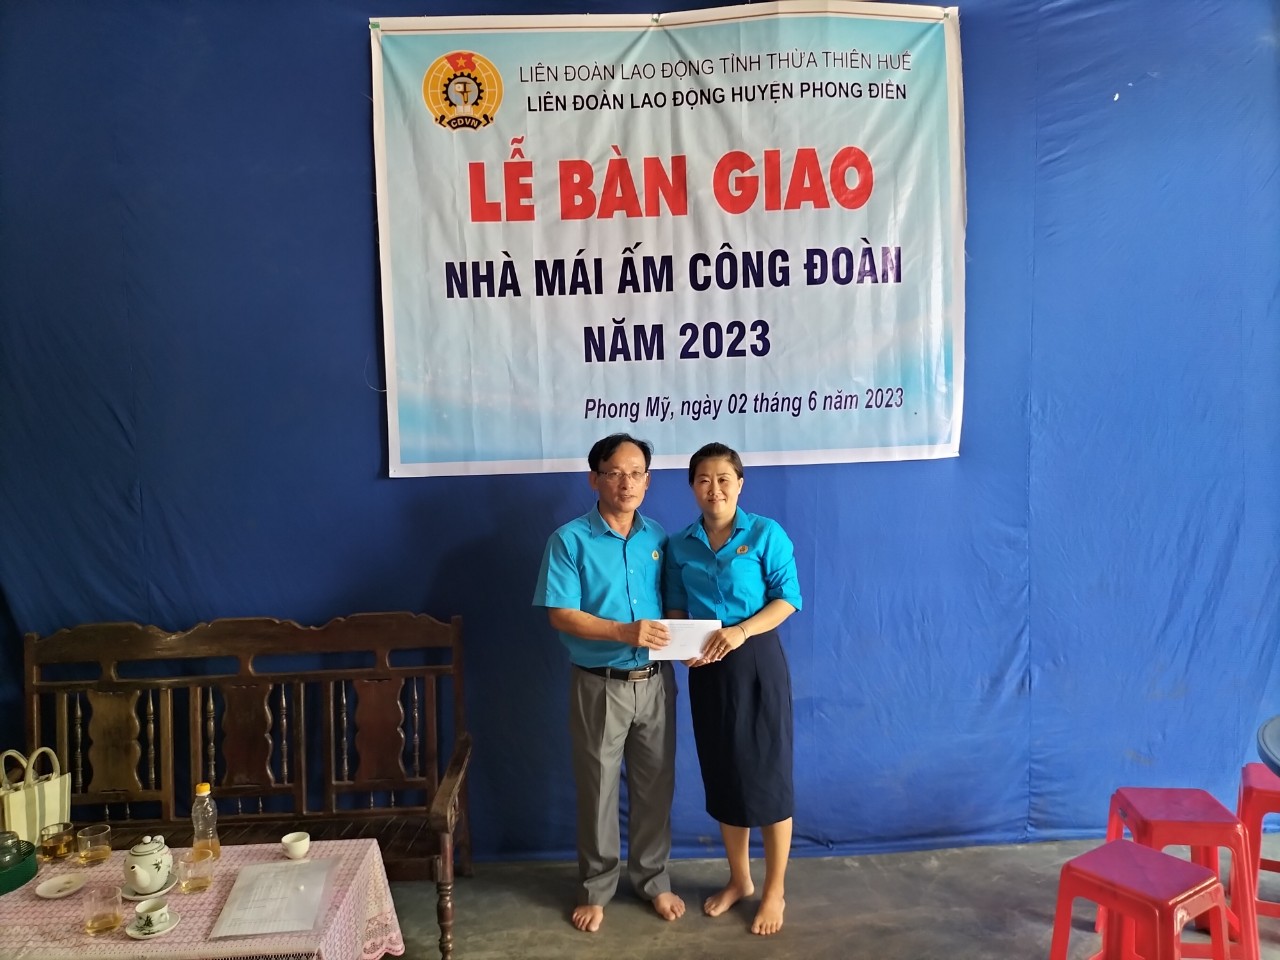 LIÊN ĐOÀN LAO ĐỘNG TỈNH THỪA THIÊN HUẾ
LIÊN ĐOÀN LAO ĐỘNG HUYỆN PHONG ĐIỀN
CDVN
LỄ BÀN GIAO
NHÀ MÁI ẤM CÔNG ĐOÀN
NĂM 2023
Phong Mỹ, ngày 02 tháng 6 năm 2023